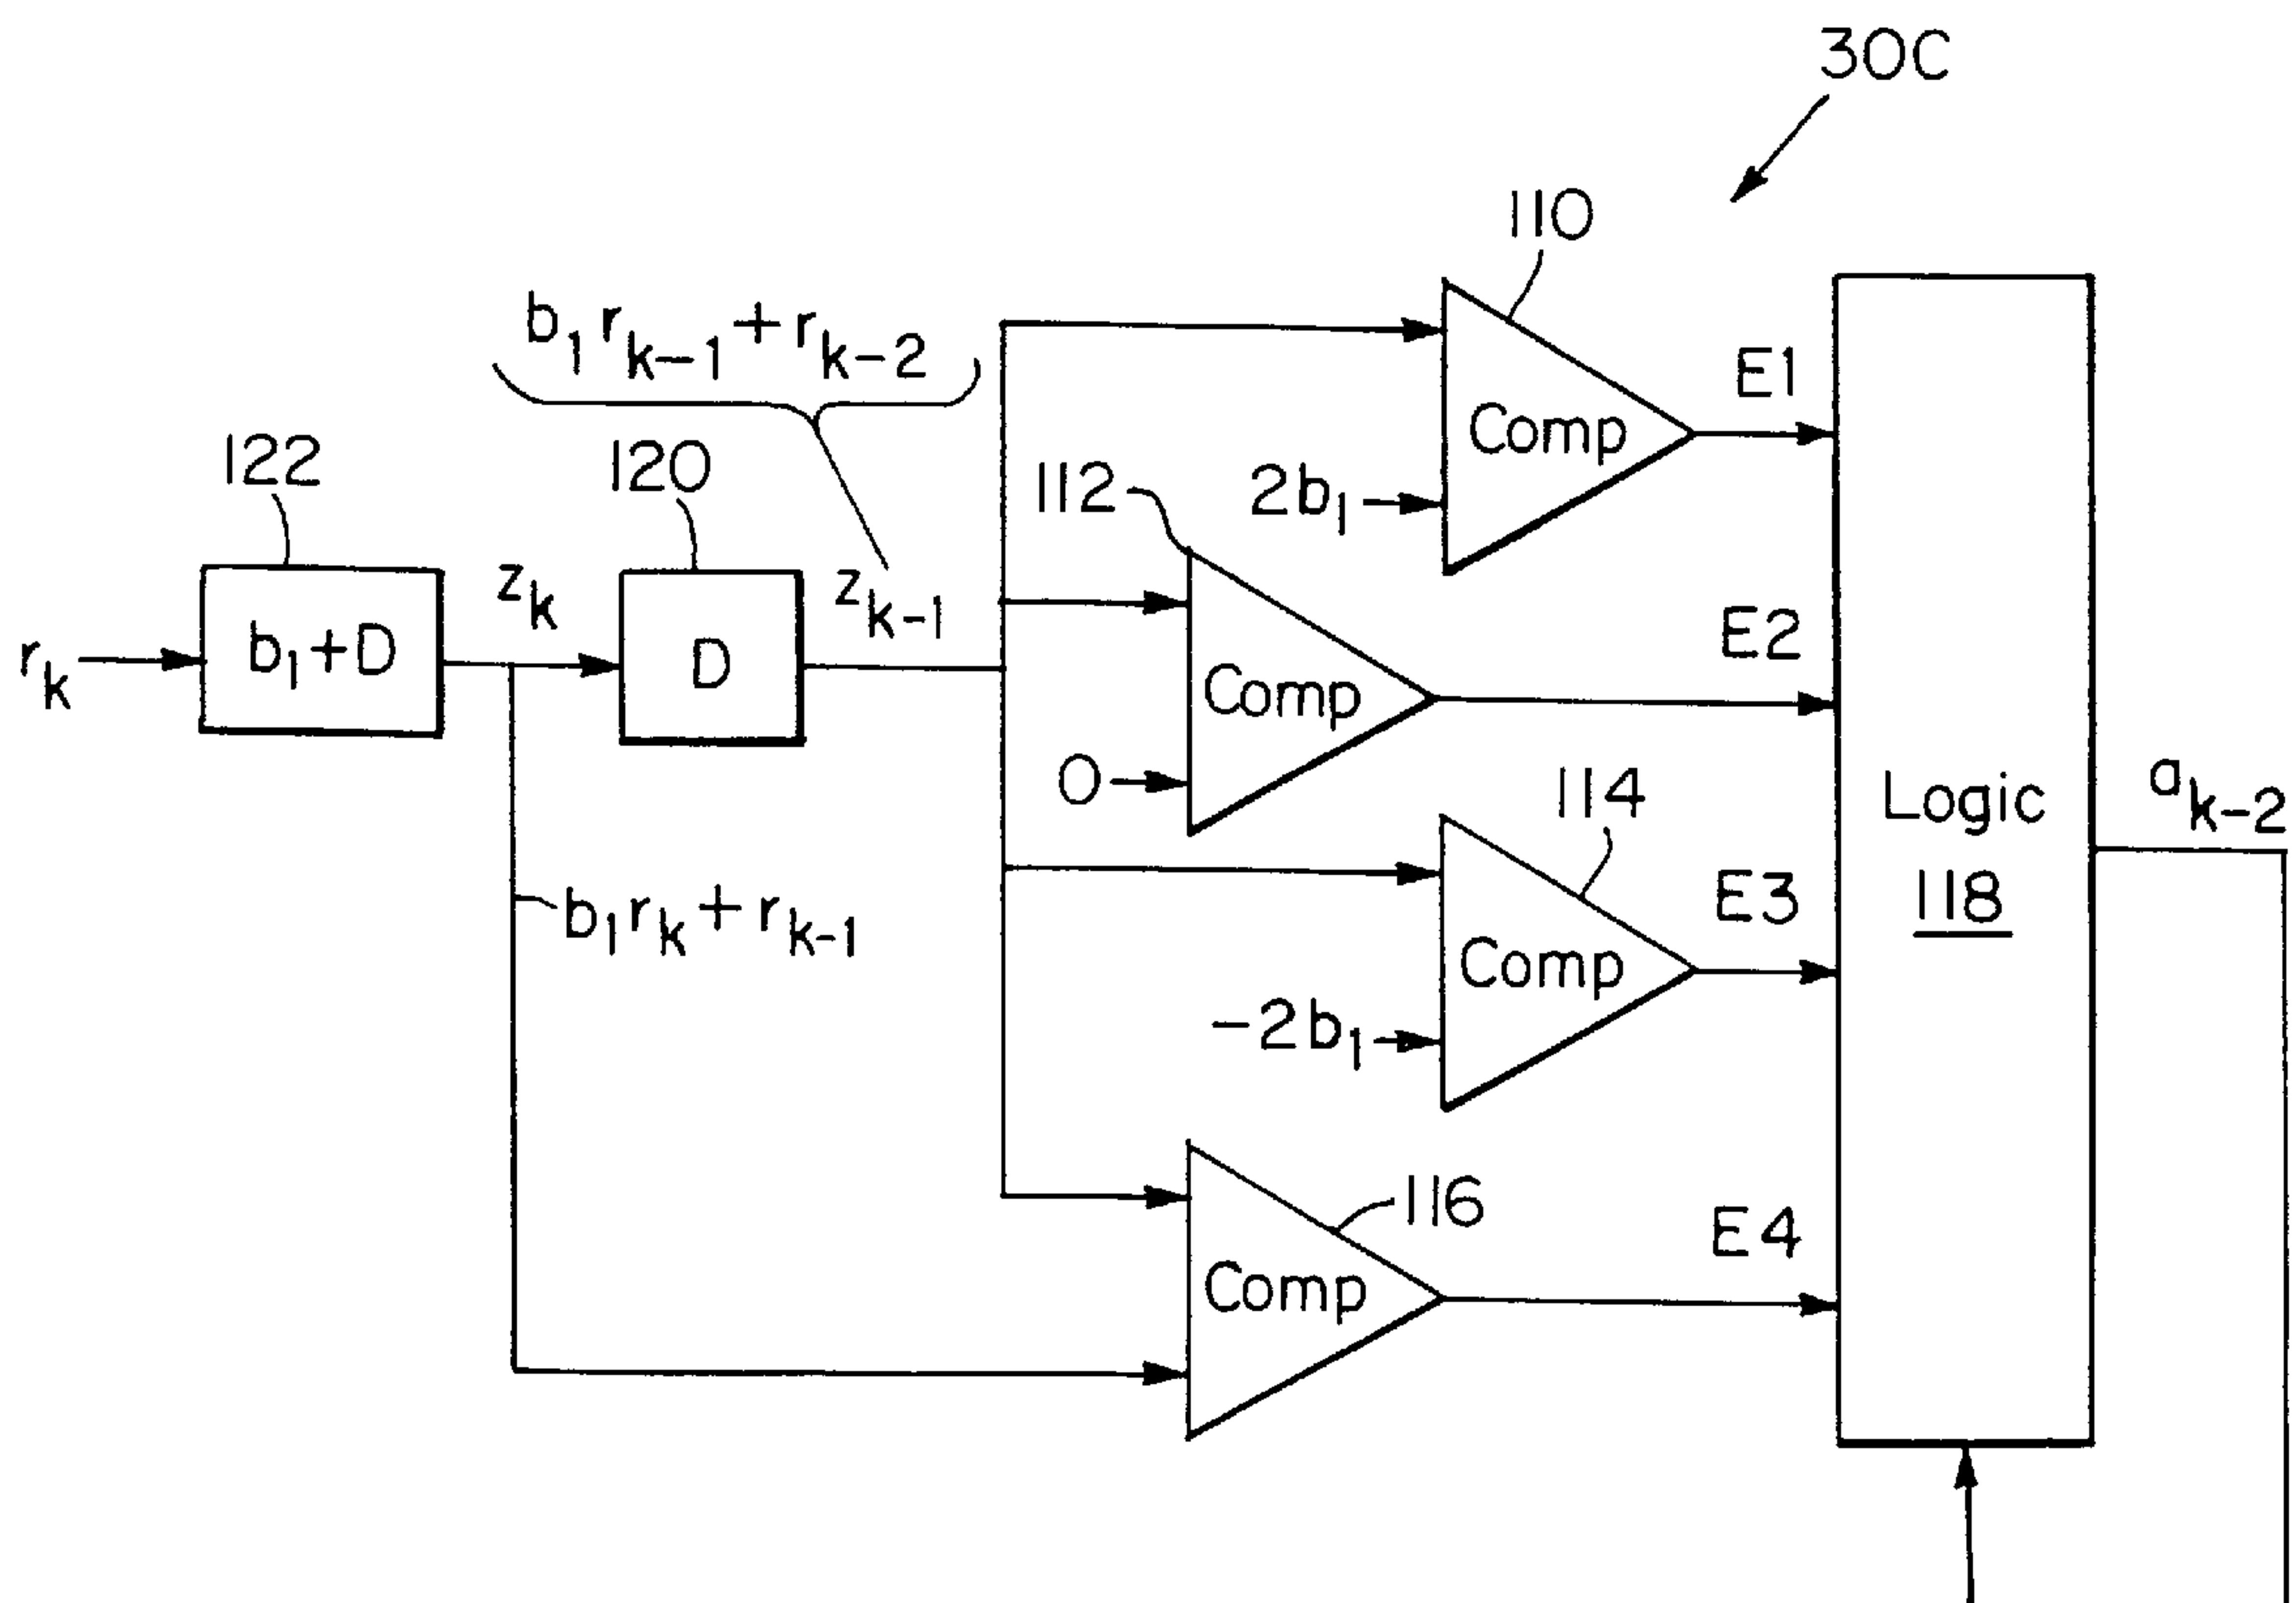 30C
110
b₁rₖ₋₁+rₖ₋₂
E1
122
120
Comp
112
2b₁
zₖ
zₖ₋₁
E2
rₖ
b₁+D
D
Comp
0
114
Logic
aₖ₋₂
118
b₁rₖ+rₖ₋₁
E3
Comp
-2b₁
116
E4
Comp